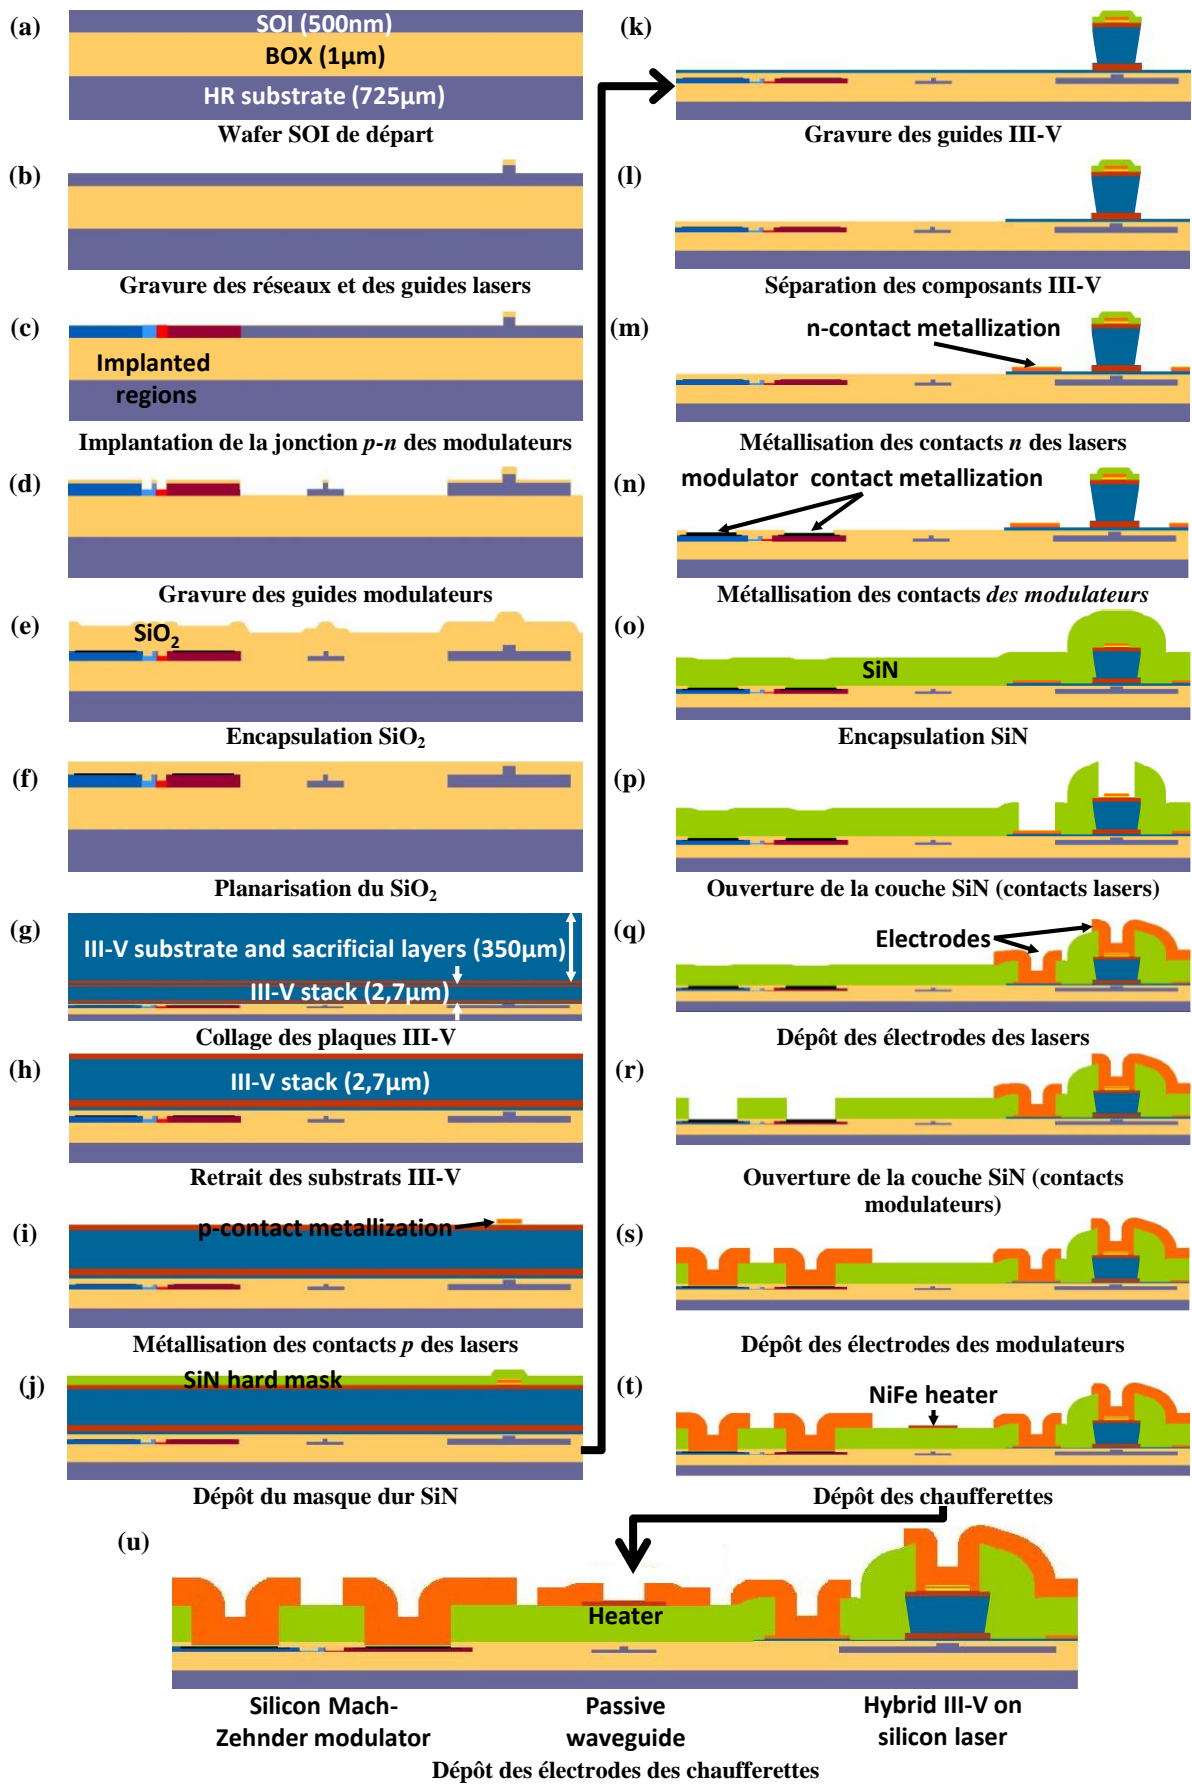 (a)
SOI (500nm)
BOX (1µm)
HR substrate (725µm)
Wafer SOI de départ
(b)
Gravure des réseaux et des guides lasers
(c)
Implanted
regions
Implantation de la jonction p-n des modulateurs
(d)
Gravure des guides modulateurs
(e)
SiO2
Encapsulation SiO2
(f)
Planarisation du SiO2
(g)
III-V substrate and sacrificial layers (350µm)
III-V stack (2,7µm)
Collage des plaques III-V
(h)
III-V stack (2,7µm)
Retrait des substrats III-V
(i)
p-contact metallization
Métallisation des contacts p des lasers
(j)
SiN hard mask
Dépôt du masque dur SiN
(k)
Gravure des guides III-V
(l)
Séparation des composants III-V
(m)
n-contact metallization
Métallisation des contacts n des lasers
(n)
modulator contact metallization
Métallisation des contacts des modulateurs
(o)
SiN
Encapsulation SiN
(p)
Ouverture de la couche SiN (contacts lasers)
(q)
Electrodes
Dépôt des électrodes des lasers
(r)
Ouverture de la couche SiN (contacts
modulateurs)
(s)
Dépôt des électrodes des modulateurs
(t)
NiFe heater
Dépôt des chaufferettes
(u)
Heater
Silicon Mach-
Zehnder modulator
Passive
waveguide
Hybrid III-V on
silicon laser
Dépôt des électrodes des chaufferettes